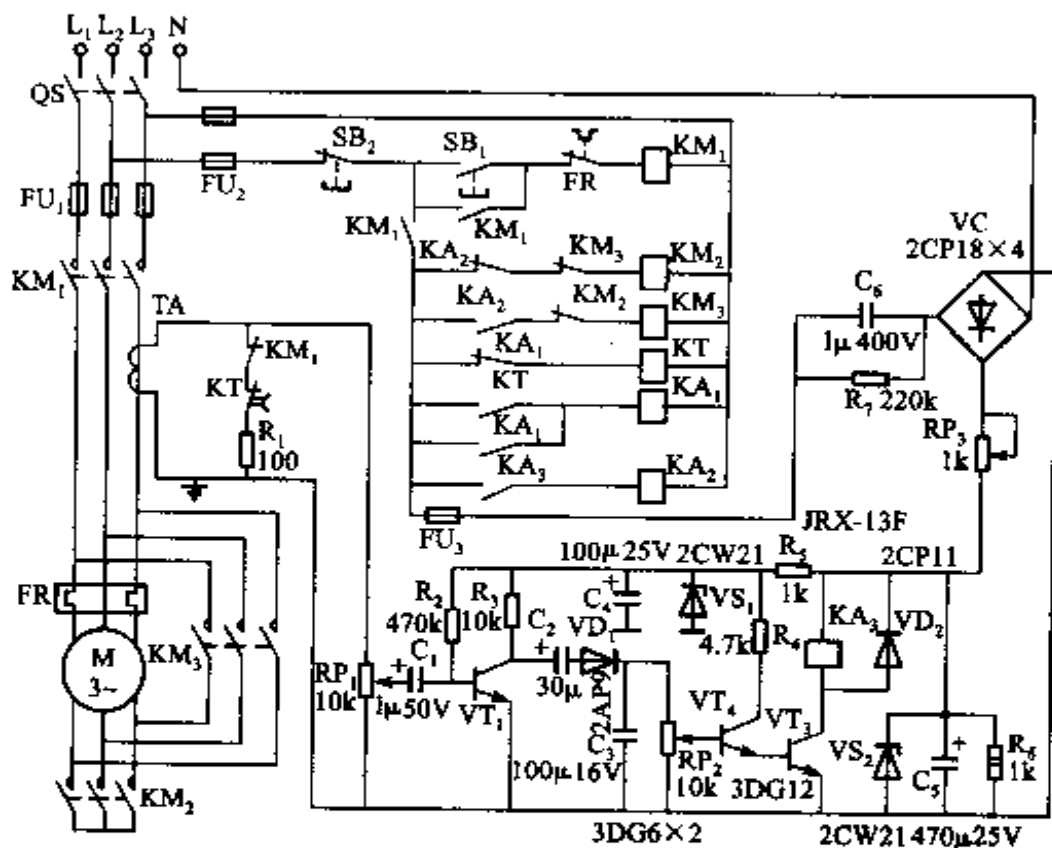 L₁ L₂ L₃ N
QS
SB₂
SB₁
KM₁
FU₂
FR
FU₁
KM₁
KM₁
VC
2CP18×4
KA₂
KM₃
KM₂
KM₁
TA
C₆
KA₂
KM₂
KM₃
1μ 400V
KM₁
KA₁
KT
KT
KT
KA₁
R₇ 220k
R₁
100
KA₁
RP₃
1k
KA₃
KA₂
FU₃
JRX-13F
100μ 25V
2CW21
R₅
1k
2CP11
FR
R₂
470k
R₃
10k
C₂
C₄
VS₁
VD₁
4.7k
R₄
KA₃
VD₂
M
3~
KM₃
RP₁
10k
C₁
1μ 50V
30μ
2AP9
VT₁
VT₄
VT₃
C₃
RP₂
10k
VS₂
C₅
R₆
1k
100μ 16V
3DG12
KM₂
3DG6×2
2CW21 470μ 25V